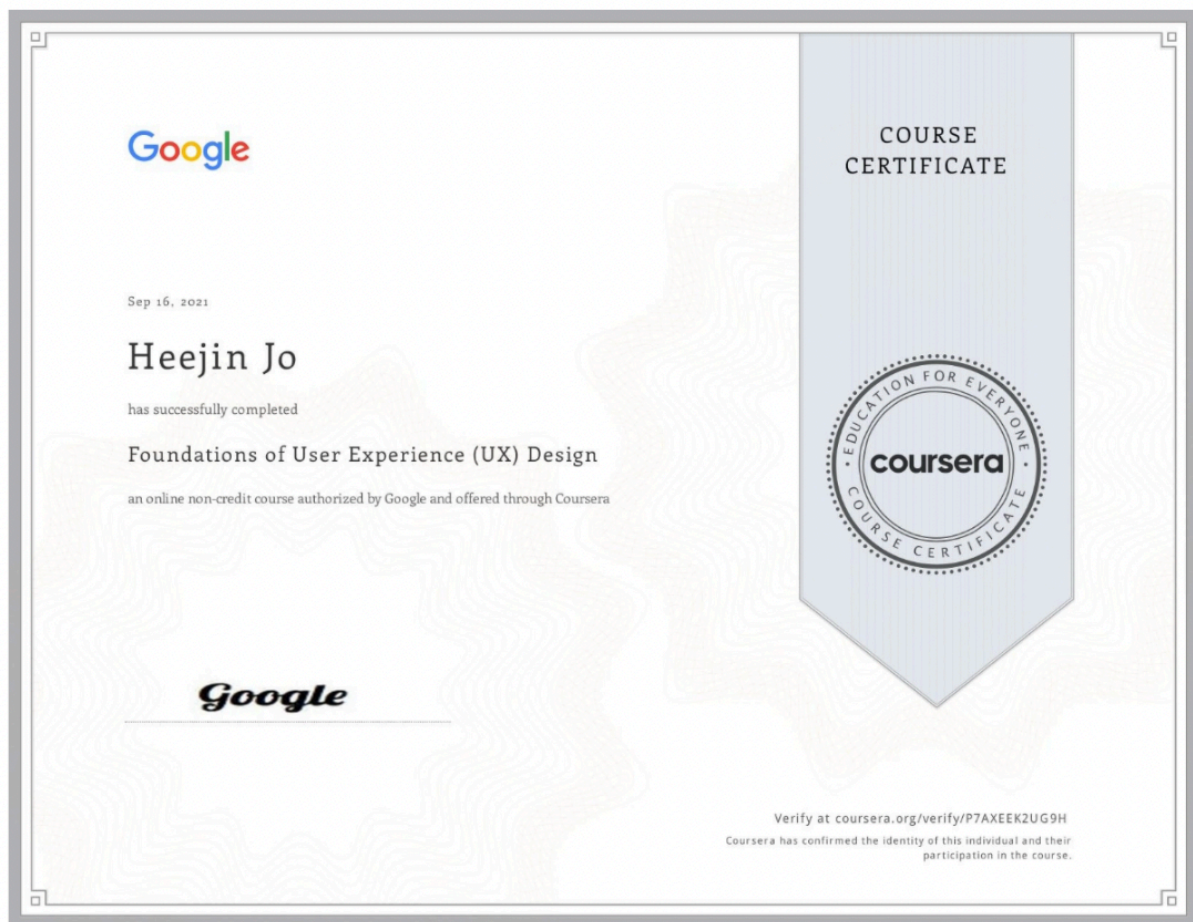 Google
COURSE
CERTIFICATE
Sep 16, 2021
Heejin Jo
has successfully completed
Foundations of User Experience (UX) Design
an online non-credit course authorized by Google and offered through Coursera
EDUCATION FOR EVERYONE
coursera
COURSE CERTIFICATE
Google
Verify at coursera.org/verify/P7AXEEK2UG9H
Coursera has confirmed the identity of this individual and their
participation in the course.